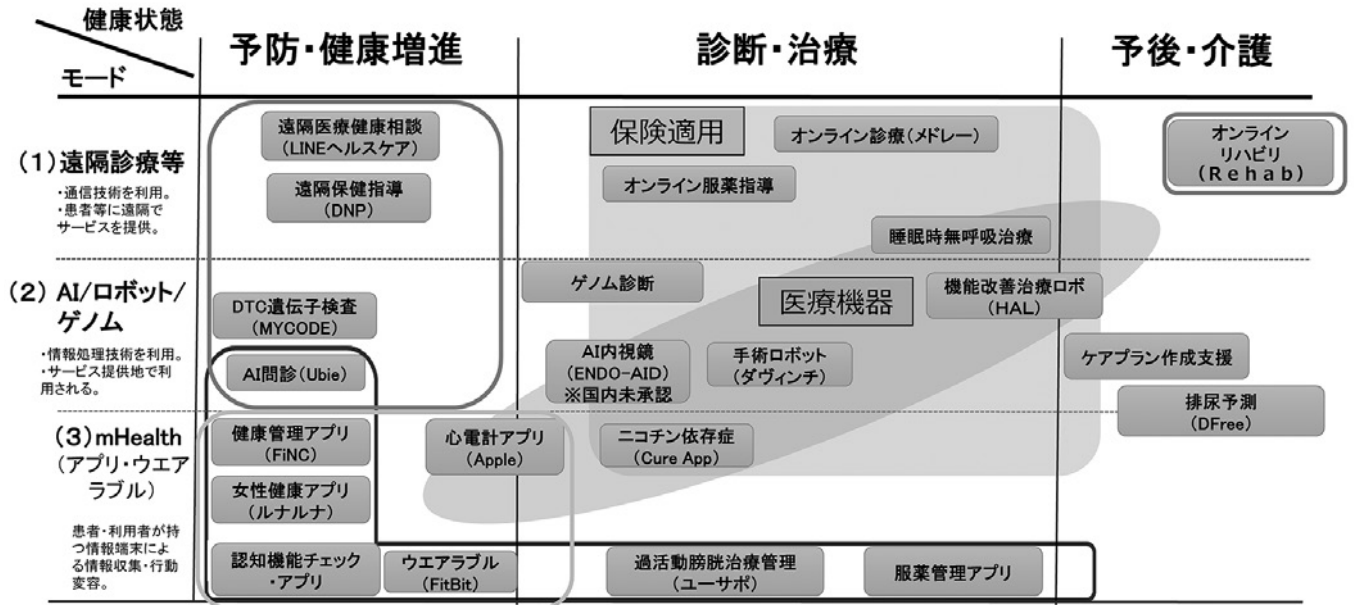 健康状態
モード
予防・健康増進
診断・治療
予後・介護
(1)遠隔診療等
・通信技術を利用。
・患者等に遠隔で
サービスを提供。
遠隔医療健康相談
(LINEヘルスケア)
遠隔保健指導
(DNP)
保険適用
オンライン診療(メドレー)
オンライン服薬指導
睡眠時無呼吸治療
オンライン
リハビリ
(Rehab)
(2) AI/ロボット/
ゲノム
・情報処理技術を利用。
・サービス提供地で利
用される。
DTC遺伝子検査
(MYCODE)
AI問診(Ubie)
ゲノム診断
医療機器
機能改善治療ロボ
(HAL)
AI内視鏡
(ENDO-AID)
※国内未承認
手術ロボット
(ダヴィンチ)
ケアプラン作成支援
排尿予測
(DFree)
(3)mHealth
(アプリ・ウエア
ラブル)
患者・利用者が持
つ情報端末によ
る情報収集・行動
変容。
健康管理アプリ
(FiNC)
心電計アプリ
(Apple)
ニコチン依存症
(Cure App)
女性健康アプリ
(ルナルナ)
認知機能チェック
・アプリ
ウエアラブル
(FitBit)
過活動膀胱治療管理
(ユーサポ)
服薬管理アプリ